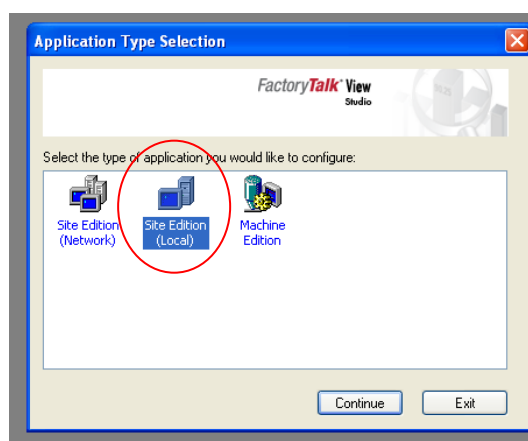 Application Type Selection
FactoryTalk View
Studio
Select the type of application you would like to configure:
Site Edition
(Network)
Site Edition
(Local)
Machine
Edition
Continue
Exit